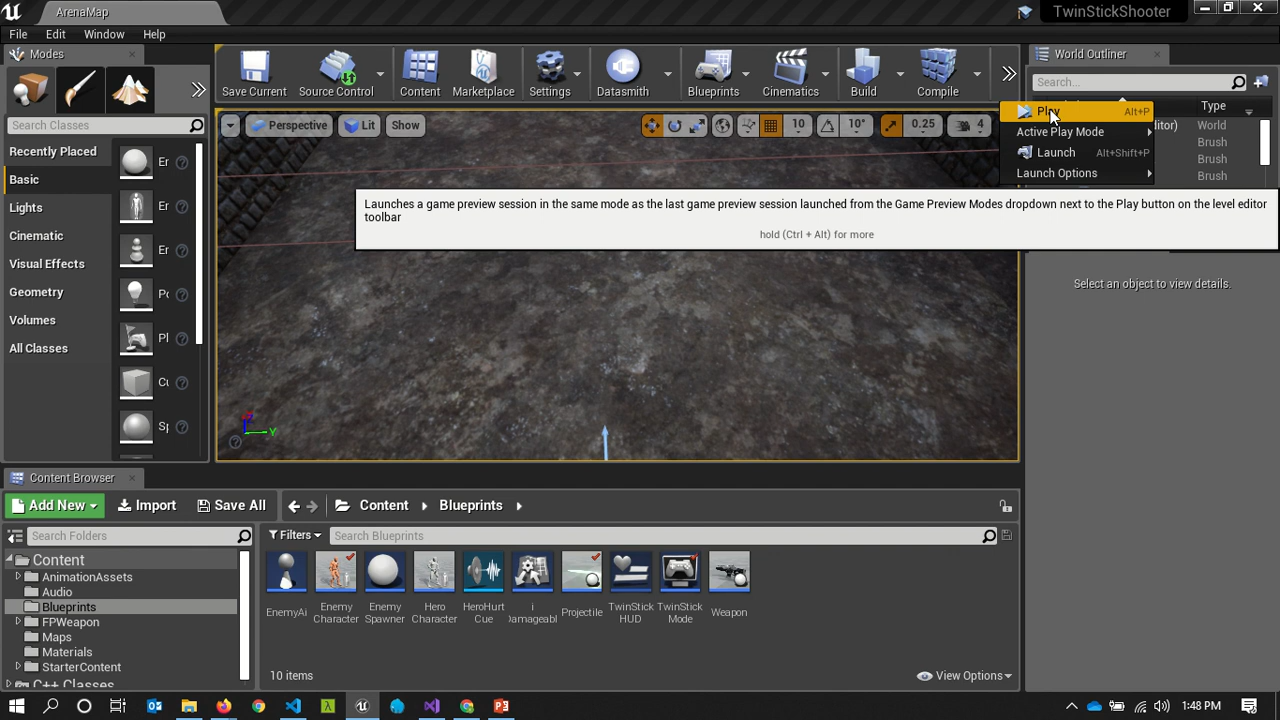 ArenaMap
TwinStickShooter
File Edit Window Help
Modes
World Outliner
Save Current
Source Control
Content
Marketplace
Settings
Datasmith
Blueprints
Cinematics
Build
Compile
Search...
Type
Search Classes
Perspective
Lit
Show
10
10°
0.25
4
Play Alt+P
Active Play Mode
Launch Alt+Shift+P
Launch Options
World
Brush
Brush
Brush
Recently Placed
Basic
Lights
Cinematic
Visual Effects
Geometry
Volumes
All Classes
Launches a game preview session in the same mode as the last game preview session launched from the Game Preview Modes dropdown next to the Play button on the level editor
toolbar
hold (Ctrl + Alt) for more
Select an object to view details.
Y
Content Browser
Add New
Import
Save All
Content
Blueprints
Search Folders
Filters
Search Blueprints
Content
AnimationAssets
Audio
Blueprints
FPWeapon
Maps
Materials
StarterContent
C++ Classes
EnemyAi
Enemy
Character
Enemy
Spawner
Hero
Character
HeroHurt
Cue
i
Damageabl
Projectile
TwinStick
HUD
TwinStick
Mode
Weapon
10 items
View Options
1:48 PM